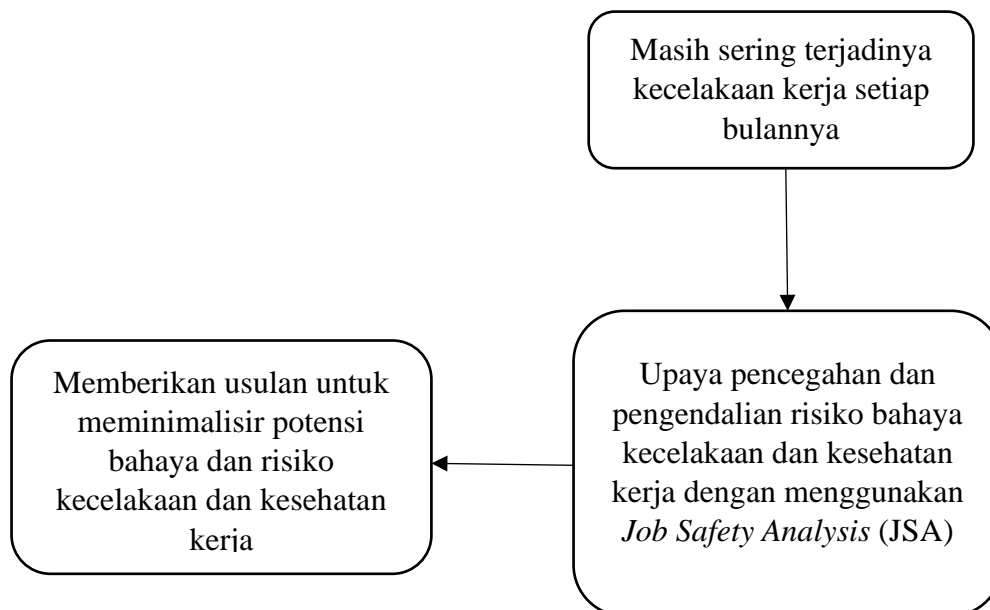 Masih sering terjadinya
kecelakaan kerja setiap
bulannya
Upaya pencegahan dan
pengendalian risiko bahaya
kecelakaan dan kesehatan
kerja dengan menggunakan
Job Safety Analysis (JSA)
Memberikan usulan untuk
meminimalisir potensi
bahaya dan risiko
kecelakaan dan kesehatan
kerja